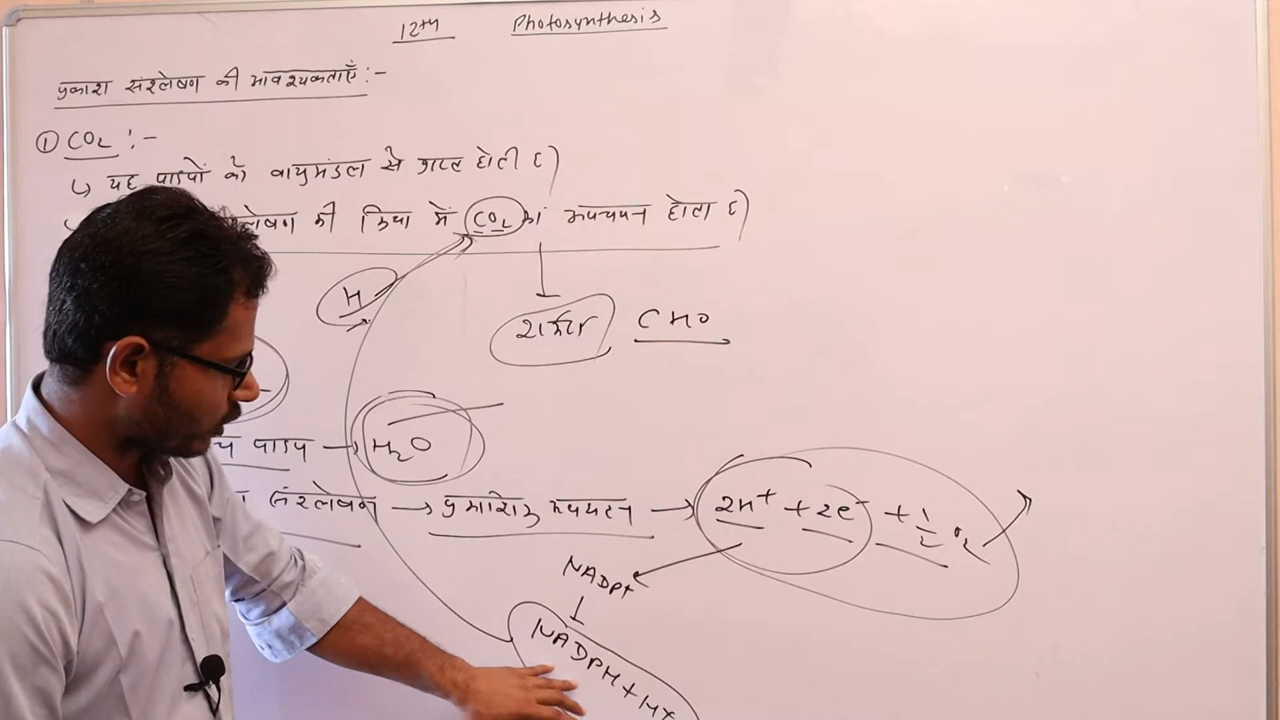 12th Photosynthesis
प्रकाश संश्लेषण की आवश्यकताएँ :-
① CO₂ :-
↳ यह पादपों को वायुमंडल से प्राप्त होती है)
श्लेषण की क्रिया में CO₂ का अपचयन होता है)
H
शर्करा CHO
य पादप → H₂O
संश्लेषण → प्रकाशिक अपघटन → 2H⁺ + 2e⁻ + ½ O₂
NADP+
NADPH + H+